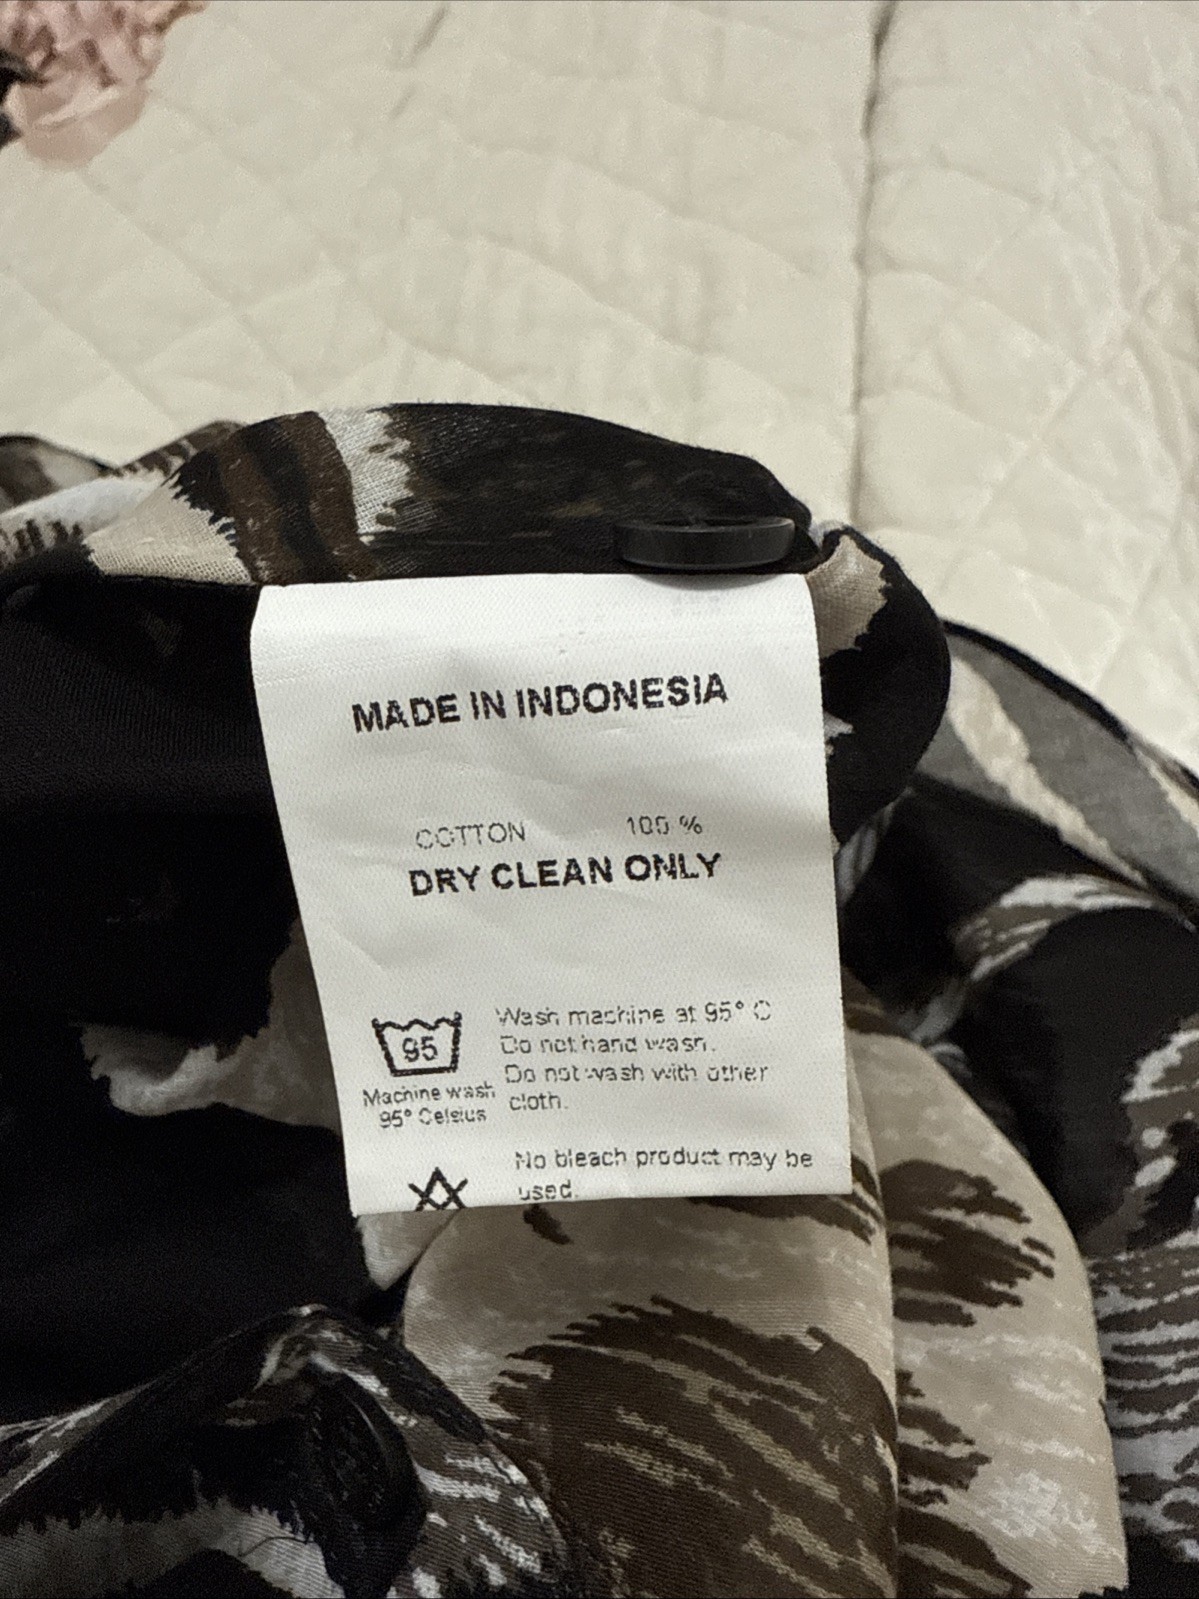 MADE IN INDONESIA
COTTON 100 %
DRY CLEAN ONLY
95
Machine wash
95° Celsius
Wash machine at 95° C
Do not hand wash.
Do not wash with other
cloth.
No bleach product may be
used.